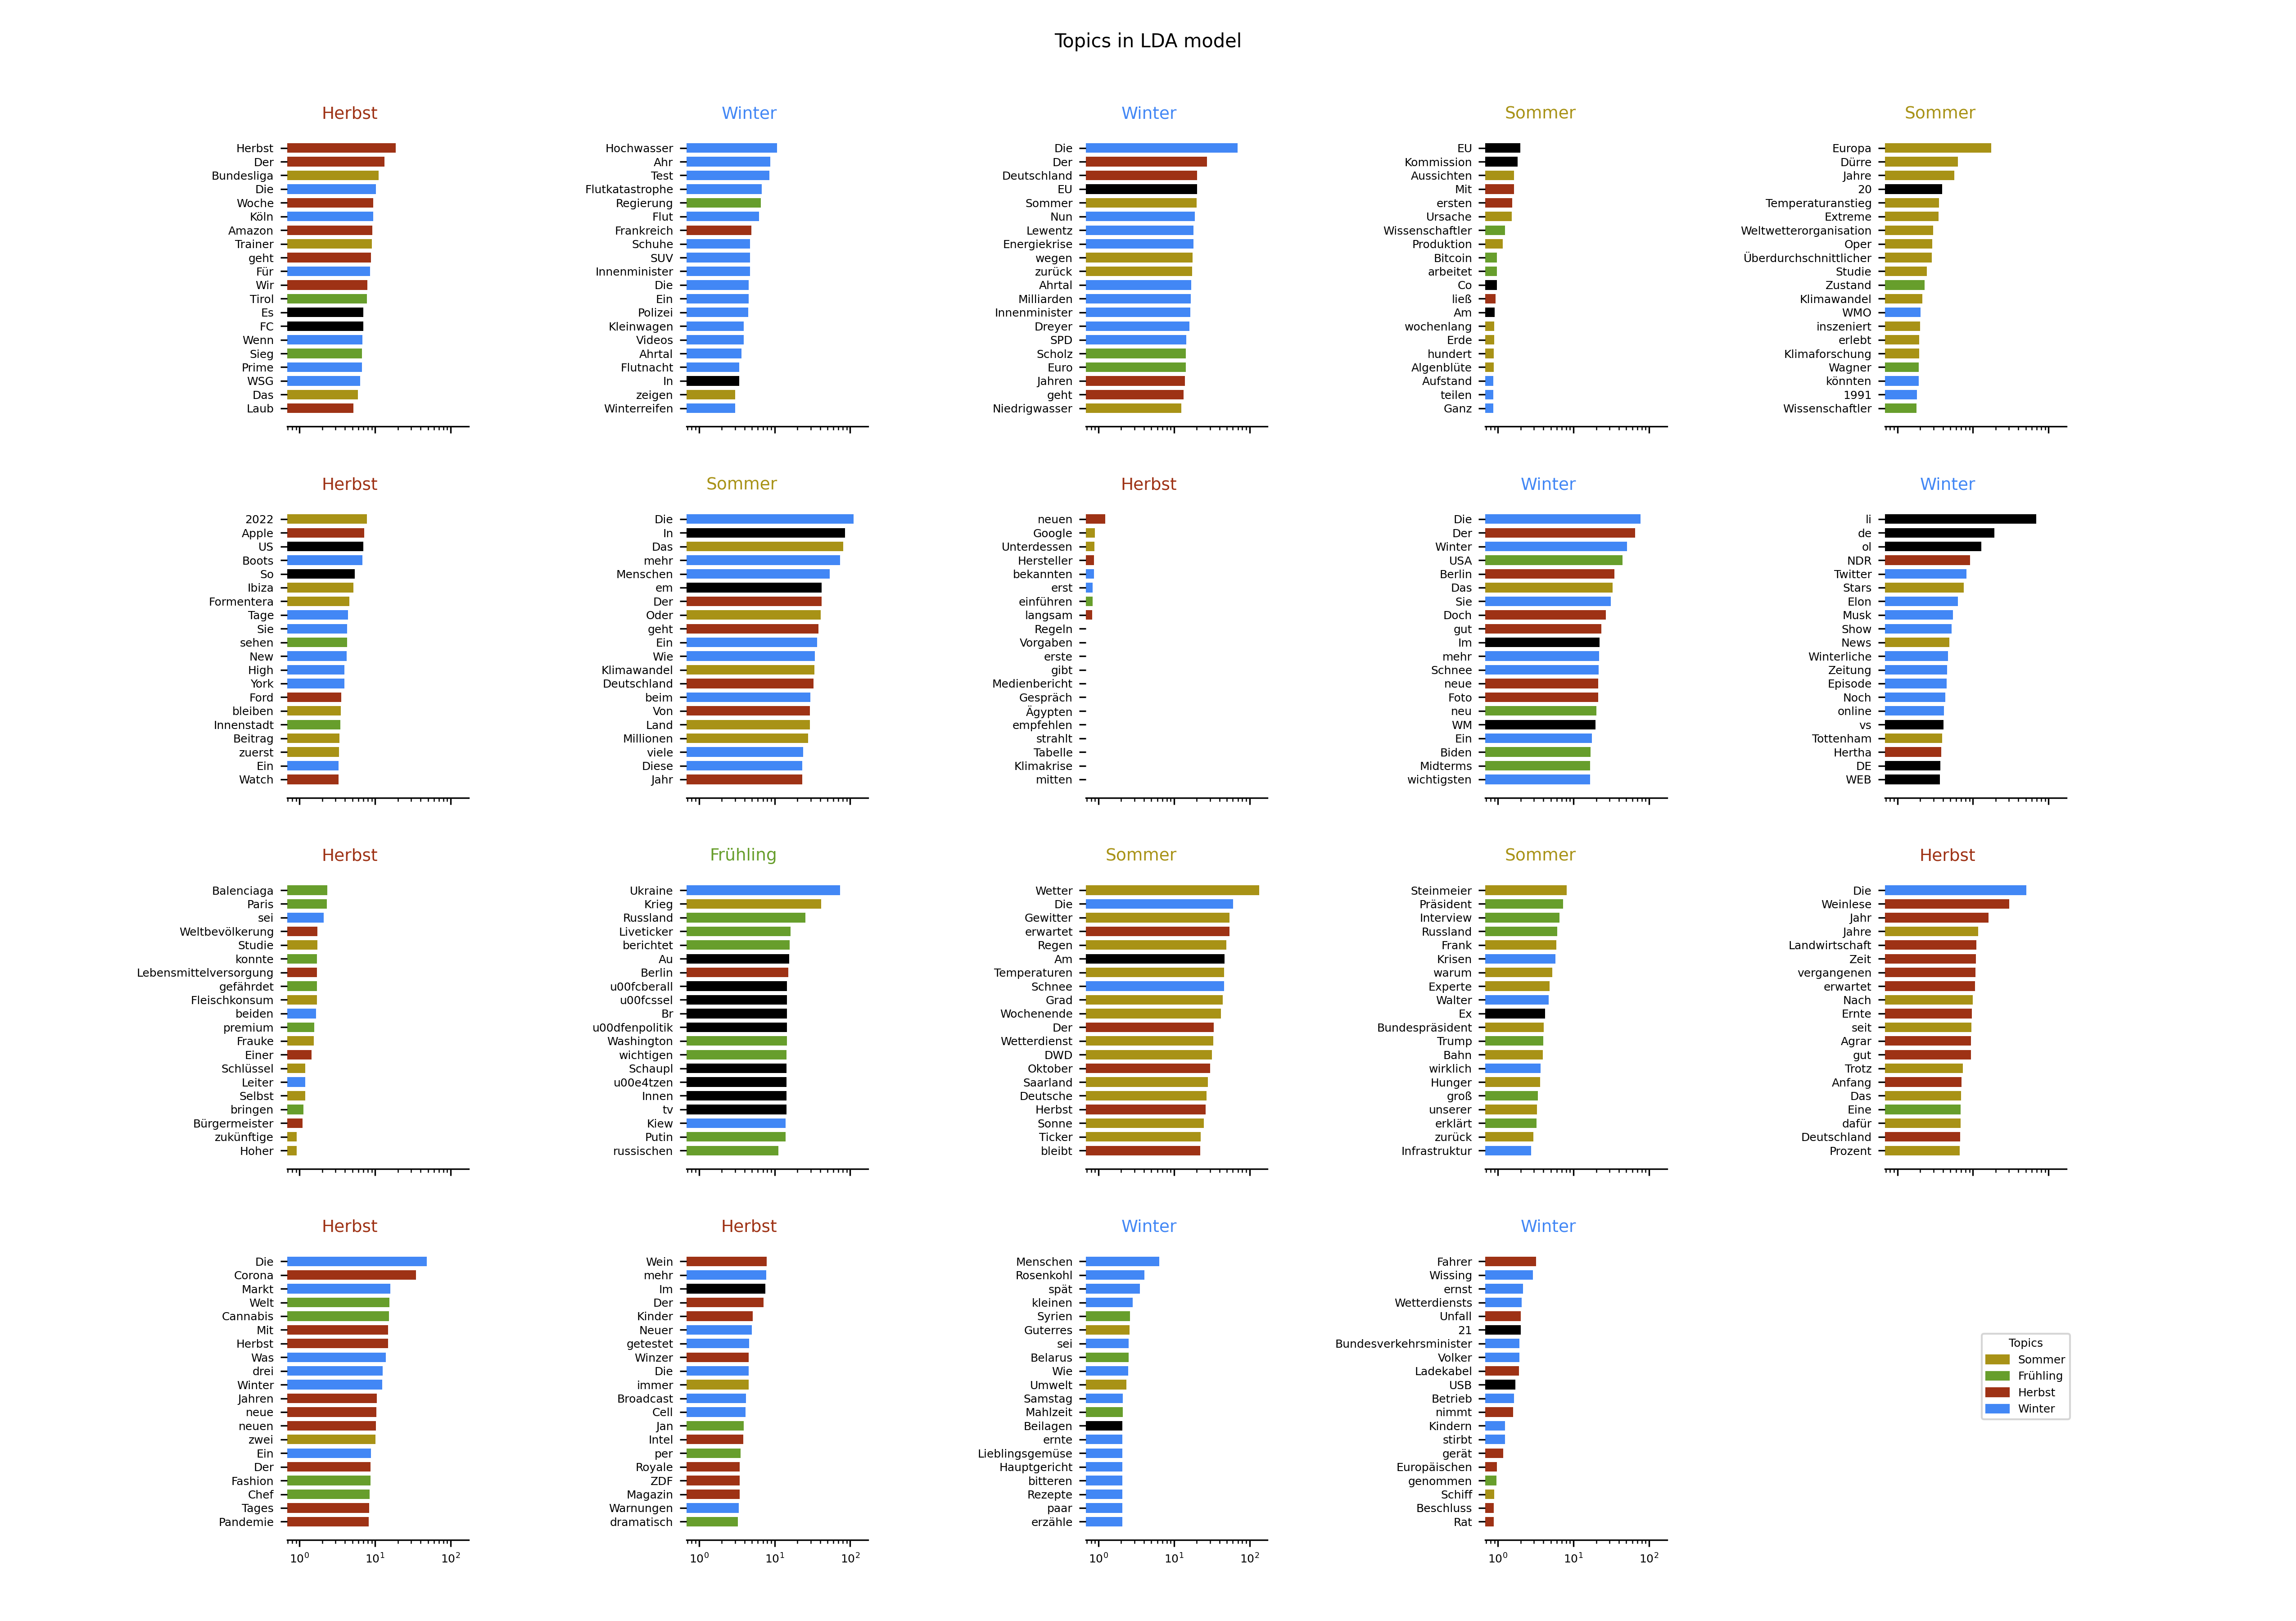 Topics in LDA model
Herbst
Herbst
Der
Bundesliga
Die
Woche
Köln
Amazon
Trainer
geht
Für
Wir
Tirol
Es
FC
Wenn
Sieg
Prime
WSG
Das
Laub
Winter
Hochwasser
Ahr
Test
Flutkatastrophe
Regierung
Flut
Frankreich
Schuhe
SUV
Innenminister
Die
Ein
Polizei
Kleinwagen
Videos
Ahrtal
Flutnacht
In
zeigen
Winterreifen
Winter
Die
Der
Deutschland
EU
Sommer
Nun
Lewentz
Energiekrise
wegen
zurück
Ahrtal
Milliarden
Innenminister
Dreyer
SPD
Scholz
Euro
Jahren
geht
Niedrigwasser
Sommer
EU
Kommission
Aussichten
Mit
ersten
Ursache
Wissenschaftler
Produktion
Bitcoin
arbeitet
Co
ließ
Am
wochenlang
Erde
hundert
Algenblüte
Aufstand
teilen
Ganz
Sommer
Europa
Dürre
Jahre
20
Temperaturanstieg
Extreme
Weltwetterorganisation
Oper
Überdurchschnittlicher
Studie
Zustand
Klimawandel
WMO
inszeniert
erlebt
Klimaforschung
Wagner
könnten
1991
Wissenschaftler
Herbst
2022
Apple
US
Boots
So
Ibiza
Formentera
Tage
Sie
sehen
New
High
York
Ford
bleiben
Innenstadt
Beitrag
zuerst
Ein
Watch
Sommer
Die
In
Das
mehr
Menschen
em
Der
Oder
geht
Ein
Wie
Klimawandel
Deutschland
beim
Von
Land
Millionen
viele
Diese
Jahr
Herbst
neuen
Google
Unterdessen
Hersteller
bekannten
erst
einführen
langsam
Regeln
Vorgaben
erste
gibt
Medienbericht
Gespräch
Ägypten
empfehlen
strahlt
Tabelle
Klimakrise
mitten
Winter
Die
Der
Winter
USA
Berlin
Das
Sie
Doch
gut
Im
mehr
Schnee
neue
Foto
neu
WM
Ein
Biden
Midterms
wichtigsten
Winter
li
de
ol
NDR
Twitter
Stars
Elon
Musk
Show
News
Winterliche
Zeitung
Episode
Noch
online
vs
Tottenham
Hertha
DE
WEB
Herbst
Balenciaga
Paris
sei
Weltbevölkerung
Studie
konnte
Lebensmittelversorgung
gefährdet
Fleischkonsum
beiden
premium
Frauke
Einer
Schlüssel
Leiter
Selbst
bringen
Bürgermeister
zukünftige
Hoher
Frühling
Ukraine
Krieg
Russland
Liveticker
berichtet
Au
Berlin
u00fcberall
u00fcssel
Br
u00dfenpolitik
Washington
wichtigen
Schaupl
u00e4tzen
Innen
tv
Kiew
Putin
russischen
Sommer
Wetter
Die
Gewitter
erwartet
Regen
Am
Temperaturen
Schnee
Grad
Wochenende
Der
Wetterdienst
DWD
Oktober
Saarland
Deutsche
Herbst
Sonne
Ticker
bleibt
Sommer
Steinmeier
Präsident
Interview
Russland
Frank
Krisen
warum
Experte
Walter
Ex
Bundespräsident
Trump
Bahn
wirklich
Hunger
groß
unserer
erklärt
zurück
Infrastruktur
Herbst
Die
Weinlese
Jahr
Jahre
Landwirtschaft
Zeit
vergangenen
erwartet
Nach
Ernte
seit
Agrar
gut
Trotz
Anfang
Das
Eine
dafür
Deutschland
Prozent
Herbst
Die
Corona
Markt
Welt
Cannabis
Mit
Herbst
Was
drei
Winter
Jahren
neue
neuen
zwei
Ein
Der
Fashion
Chef
Tages
Pandemie
10⁰ 10¹ 10²
Herbst
Wein
mehr
Im
Der
Kinder
Neuer
getestet
Winzer
Die
immer
Broadcast
Cell
Jan
Intel
per
Royale
ZDF
Magazin
Warnungen
dramatisch
10⁰ 10¹ 10²
Winter
Menschen
Rosenkohl
spät
kleinen
Syrien
Guterres
sei
Belarus
Wie
Umwelt
Samstag
Mahlzeit
Beilagen
ernte
Lieblingsgemüse
Hauptgericht
bitteren
Rezepte
paar
erzähle
10⁰ 10¹ 10²
Winter
Fahrer
Wissing
ernst
Wetterdiensts
Unfall
21
Bundesverkehrsminister
Volker
Ladekabel
USB
Betrieb
nimmt
Kindern
stirbt
gerät
Europäischen
genommen
Schiff
Beschluss
Rat
10⁰ 10¹ 10²
Topics
Sommer
Frühling
Herbst
Winter